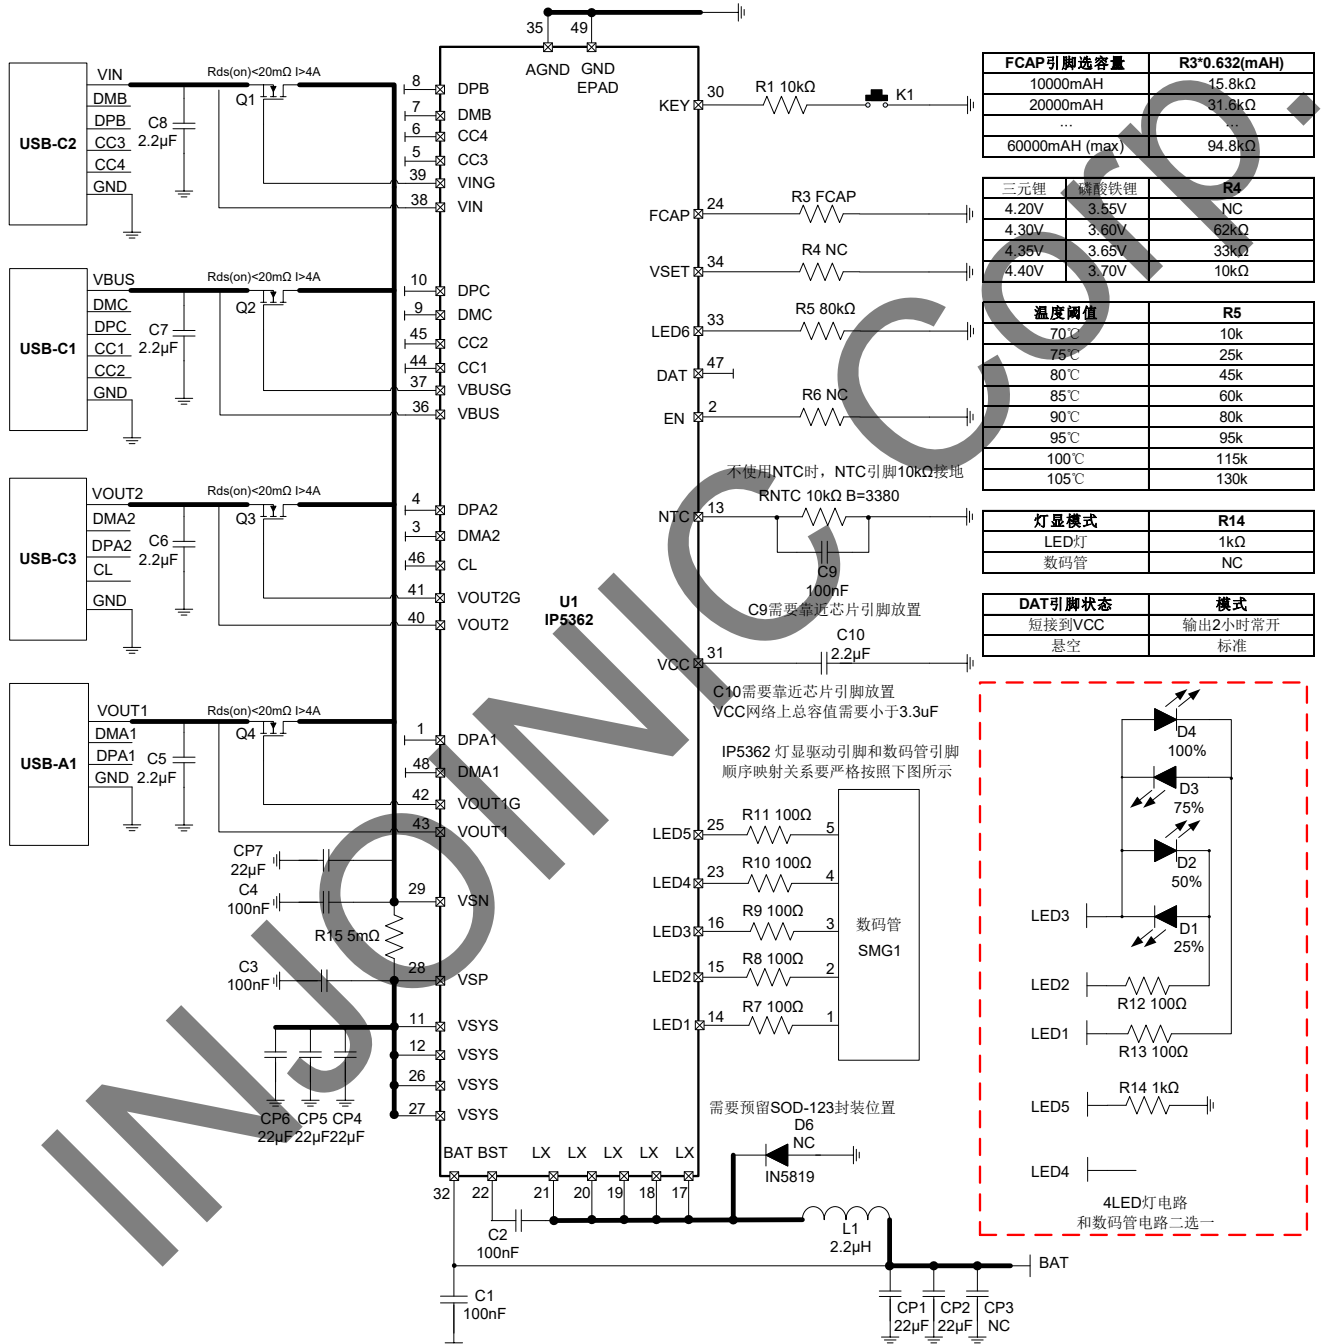 35
49
AGND
GND
EPAD
USB-C2
VIN
DMB
DPB
CC3
CC4
GND
C8
2.2μF
Rds(on)<20mΩ I>4A
Q1
8 DPB
7 DMB
6 CC4
5 CC3
39 VING
38 VIN
USB-C1
VBUS
DMC
DPC
CC1
CC2
GND
C7
2.2μF
Rds(on)<20mΩ I>4A
Q2
10 DPC
9 DMC
45 CC2
44 CC1
37 VBUSG
36 VBUS
USB-C3
VOUT2
DMA2
DPA2
CL
GND
C6
2.2μF
Rds(on)<20mΩ I>4A
Q3
4 DPA2
3 DMA2
46 CL
41 VOUT2G
40 VOUT2
USB-A1
VOUT1
DMA1
DPA1
GND
C5
2.2μF
Rds(on)<20mΩ I>4A
Q4
1 DPA1
48 DMA1
42 VOUT1G
43 VOUT1
CP7
22μF
C4
100nF
29 VSN
R15 5mΩ
C3
100nF
28 VSP
11 VSYS
12 VSYS
26 VSYS
27 VSYS
CP6 CP5 CP4
22μF 22μF 22μF
U1
IP5362
BAT BST LX LX LX LX LX
32 22 21 20 19 18 17
C2
100nF
C1
100nF
KEY 30 R1 10kΩ K1
FCAP 24 R3 FCAP
VSET 34 R4 NC
LED6 33 R5 80kΩ
DAT 47
EN 2 R6 NC
不使用NTC时，NTC引脚10kΩ接地
RNTC 10kΩ B=3380
NTC 13
C9
100nF
C9需要靠近芯片引脚放置
C10
2.2μF
VCC 31
C10需要靠近芯片引脚放置
VCC网络上总容值需要小于3.3uF
IP5362 灯显驱动引脚和数码管引脚
顺序映射关系要严格按照下图所示
LED5 25 R11 100Ω 5
LED4 23 R10 100Ω 4
LED3 16 R9 100Ω 3
LED2 15 R8 100Ω 2
LED1 14 R7 100Ω 1
数码管
SMG1
需要预留SOD-123封装位置
D6
NC
IN5819
L1
2.2μH
BAT
CP1
22μF
CP2
22μF
CP3
NC
FCAP引脚选容量 R3*0.632(mAH)
10000mAH 15.8kΩ
20000mAH 31.6kΩ
... ...
60000mAH (max) 94.8kΩ
三元锂 磷酸铁锂 R4
4.20V 3.55V NC
4.30V 3.60V 62kΩ
4.35V 3.65V 33kΩ
4.40V 3.70V 10kΩ
温度阈值 R5
70℃ 10k
75℃ 25k
80℃ 45k
85℃ 60k
90℃ 80k
95℃ 95k
100℃ 115k
105℃ 130k
灯显模式 R14
LED灯 1kΩ
数码管 NC
DAT引脚状态 模式
短接到VCC 输出2小时常开
悬空 标准
D4
100%
D3
75%
D2
50%
D1
25%
LED3
LED2
R12 100Ω
LED1
R13 100Ω
R14 1kΩ
LED5
LED4
4LED灯电路
和数码管电路二选一
INJOINIC Corp.